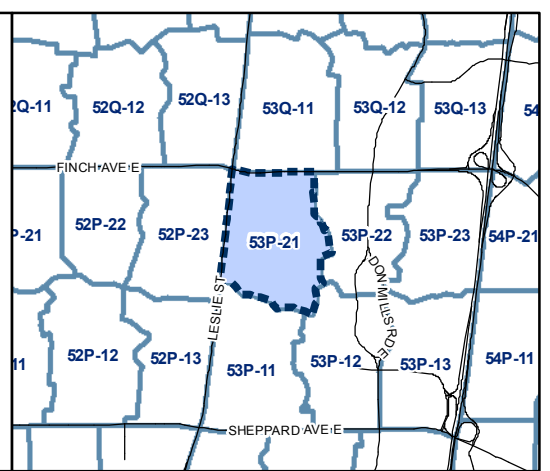 2Q-11
52Q-12
52Q-13
53Q-11
53Q-12
53Q-13
54
FINCH AVE E
P-21
52P-22
52P-23
53P-21
53P-22
53P-23
54P-21
LESLIE ST
DON MILLS RD E
11
52P-12
52P-13
53P-11
53P-12
53P-13
54P-11
SHEPPARD AVE E